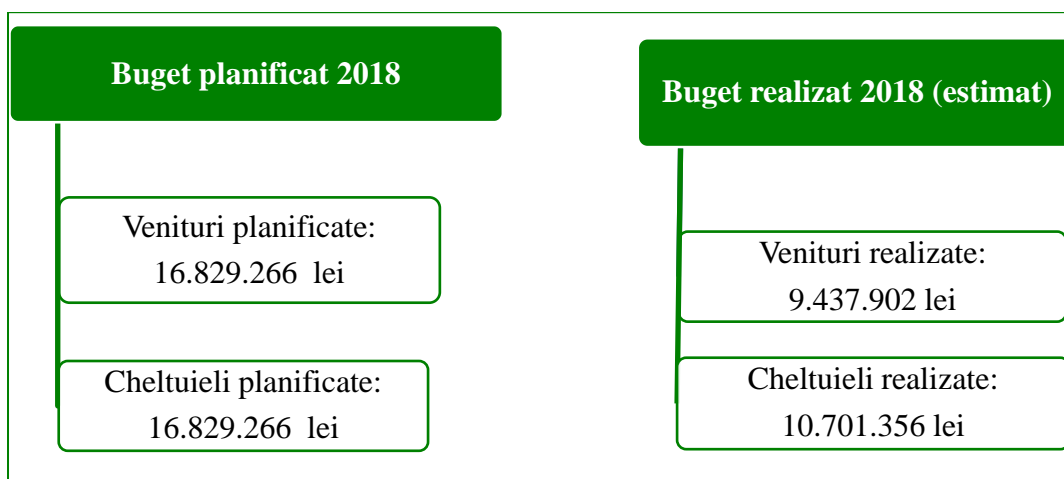 Buget planificat 2018
Venituri planificate:
16.829.266 lei
Cheltuieli planificate:
16.829.266 lei
Buget realizat 2018 (estimat)
Venituri realizate:
9.437.902 lei
Cheltuieli realizate:
10.701.356 lei